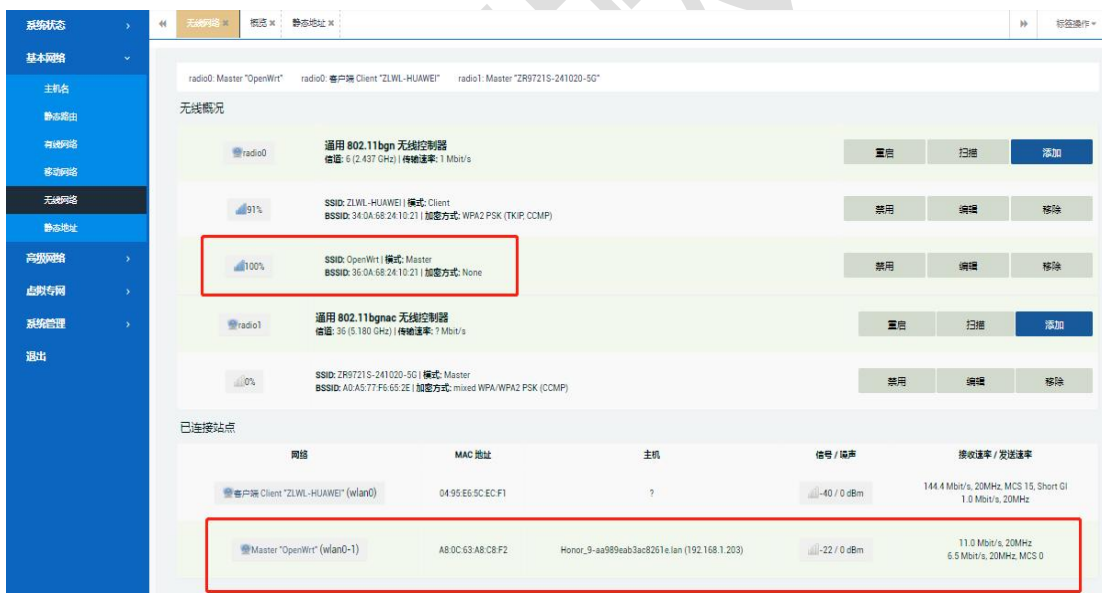 系统状态
无线网络 ×
概览 ×
静态地址 ×
标签操作
基本网络
主机名
静态路由
有线网络
移动网络
无线网络
静态地址
高级网络
虚拟专网
系统管理
退出
radio0: Master "OpenWrt" radio0: 客户端 Client "ZLWL-HUAWEI" radio1: Master "ZR9721S-241020-5G"
无线概况
radio0
通用 802.11bgn 无线控制器
信道: 6 (2.437 GHz) | 传输速率: 1 Mbit/s
重启 扫描 添加
91%
SSID: ZLWL-HUAWEI | 模式: Client
BSSID: 34:0A:68:24:10:21 | 加密方式: WPA2 PSK (TKIP, CCMP)
禁用 编辑 移除
100%
SSID: OpenWrt | 模式: Master
BSSID: 36:0A:68:24:10:21 | 加密方式: None
禁用 编辑 移除
radio1
通用 802.11bgnac 无线控制器
信道: 36 (5.180 GHz) | 传输速率: ? Mbit/s
重启 扫描 添加
0%
SSID: ZR9721S-241020-5G | 模式: Master
BSSID: A0:A5:77:F6:65:2E | 加密方式: mixed WPA/WPA2 PSK (CCMP)
禁用 编辑 移除
已连接站点
网络 MAC 地址 主机 信号 / 噪声 接收速率 / 发送速率
客户端 Client "ZLWL-HUAWEI" (wlan0) 04:95:E6:5C:EC:F1 ? -40 / 0 dBm 144.4 Mbit/s, 20MHz, MCS 15, Short GI
1.0 Mbit/s, 20MHz
Master "OpenWrt" (wlan0-1) A8:0C:63:A8:C8:F2 Honor_9-aa989eab3ac8261e.lan (192.168.1.203) -22 / 0 dBm 11.0 Mbit/s, 20MHz
6.5 Mbit/s, 20MHz, MCS 0